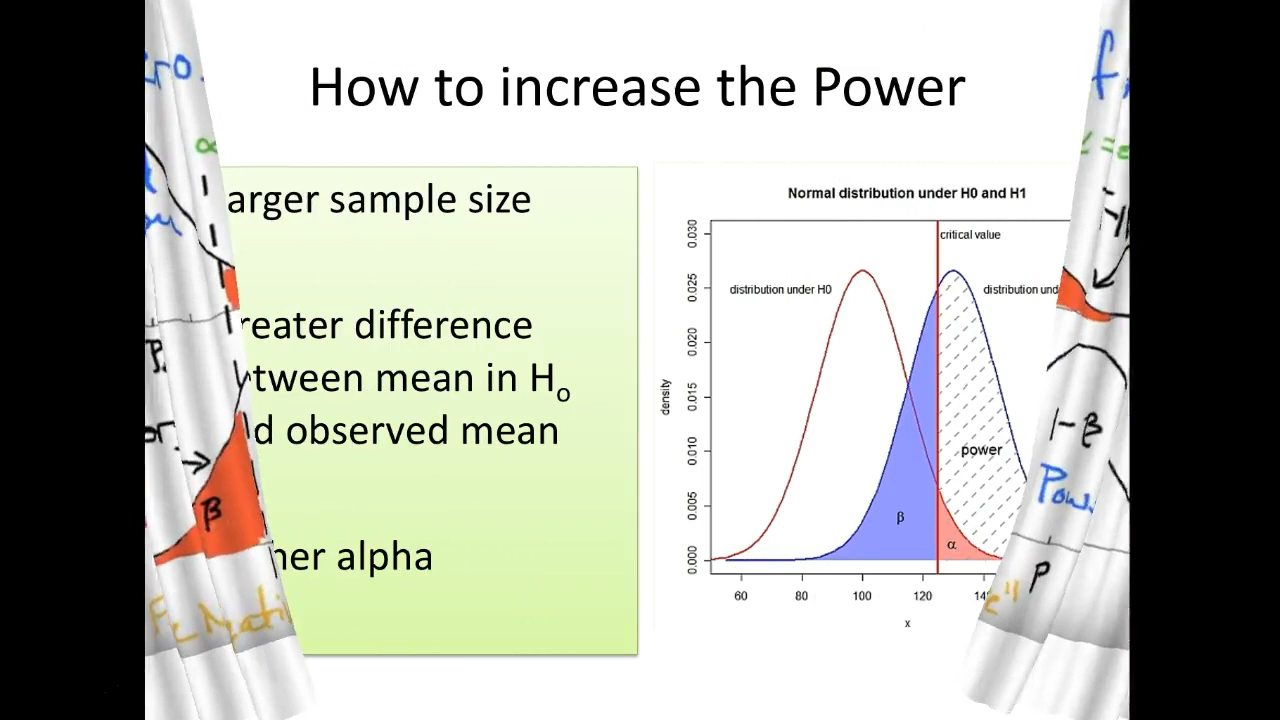 How to increase the Power
arger sample size
reater difference
tween mean in Ho
d observed mean
her alpha
Normal distribution under H0 and H1
critical value
distribution under H0
distribution und
density
0.030
0.025
0.020
0.015
0.010
0.005
0.000
power
β
α
60
80
100
120
14
x
β
1-β
Pow